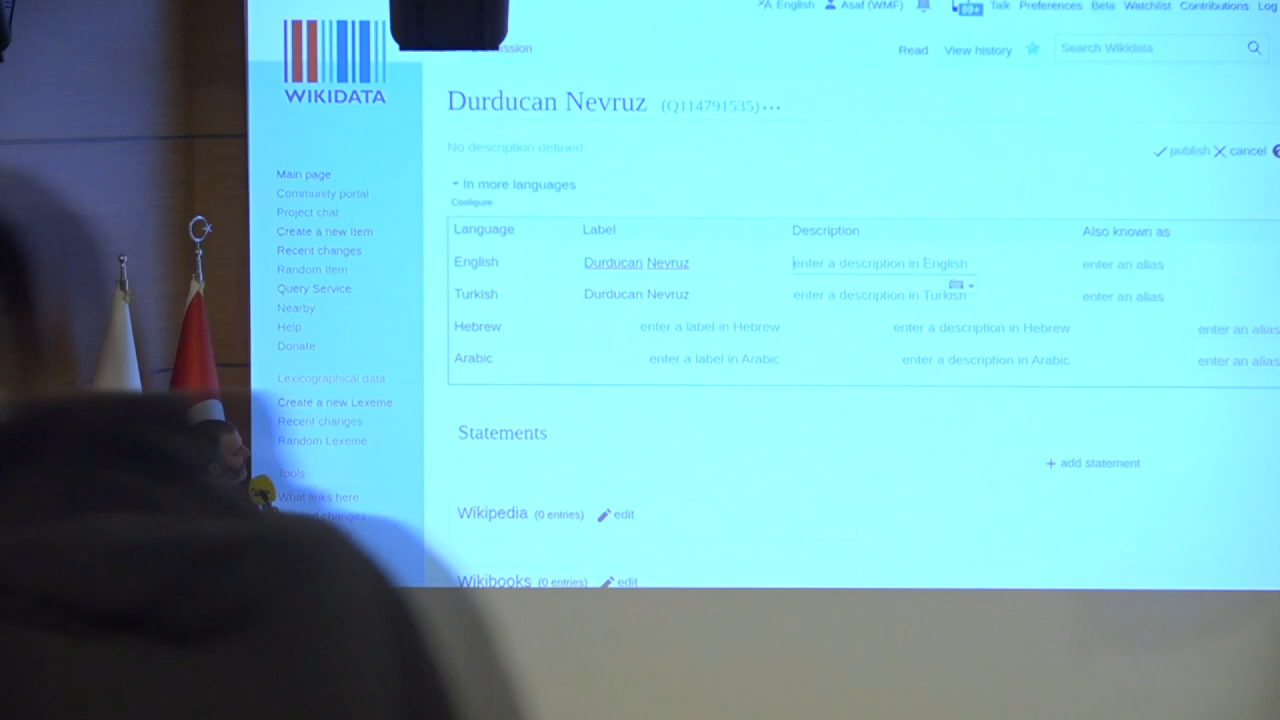 English Asaf (WMF) 99+ Talk Preferences Beta Watchlist Contributions Log
Read View history Search Wikidata
WIKIDATA
Durducan Nevruz (Q114791535)
No description defined
publish cancel
In more languages
Configure
Language Label Description Also known as
English Durducan Nevruz enter a description in English enter an alias
Turkish Durducan Nevruz enter a description in Turkish enter an alias
Hebrew enter a label in Hebrew enter a description in Hebrew enter an alias
Arabic enter a label in Arabic enter a description in Arabic enter an alias
Statements
+ add statement
Wikipedia (0 entries) edit
Wikibooks (0 entries) edit
Main page
Community portal
Project chat
Create a new Item
Recent changes
Random Item
Query Service
Nearby
Help
Donate
Lexicographical data
Create a new Lexeme
Recent changes
Random Lexeme
Tools
What links here
changes